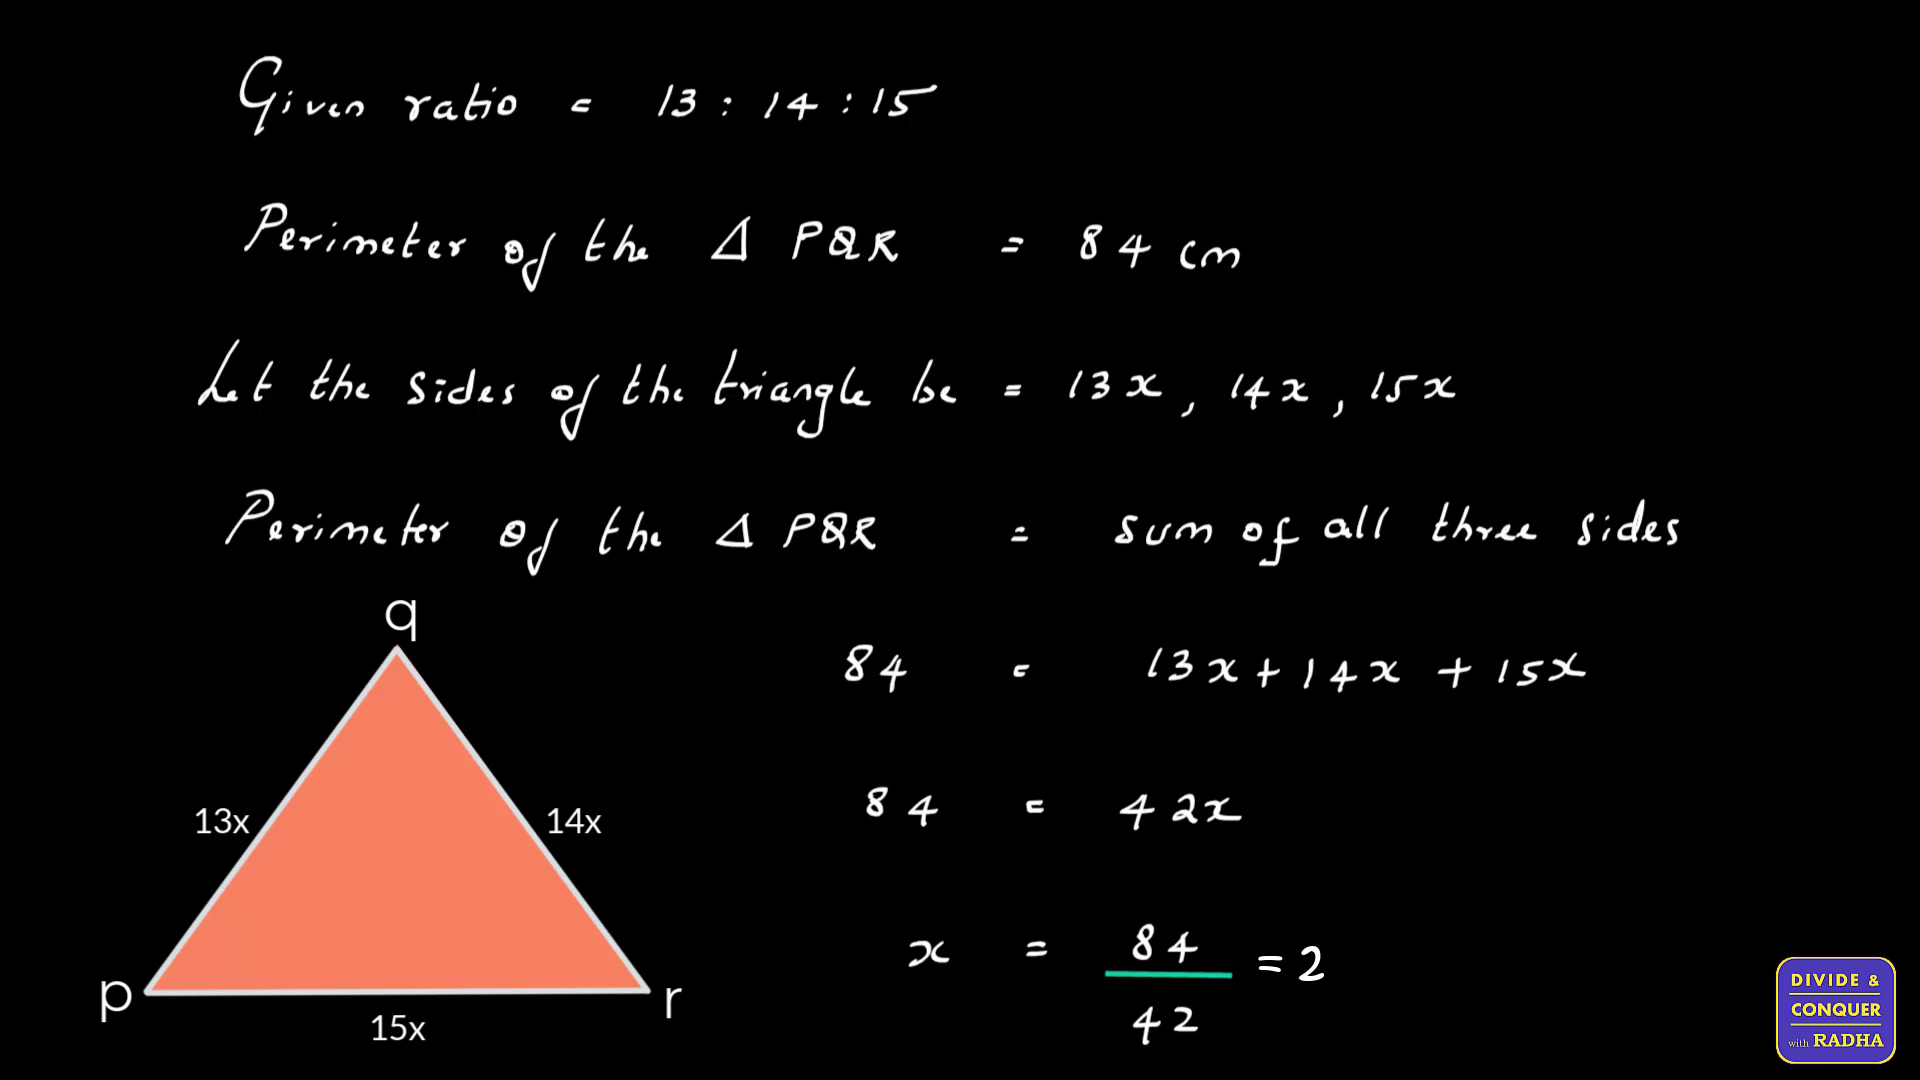 Given ratio = 13 : 14 : 15
Perimeter of the Δ PQR = 84 cm
Let the sides of the triangle be = 13x, 14x, 15x
Perimeter of the Δ PQR = sum of all three sides
84 = 13x + 14x + 15x
84 = 42x
x = 84/42 = 2
q
13x
14x
p
r
15x
DIVIDE &
CONQUER
with RADHA